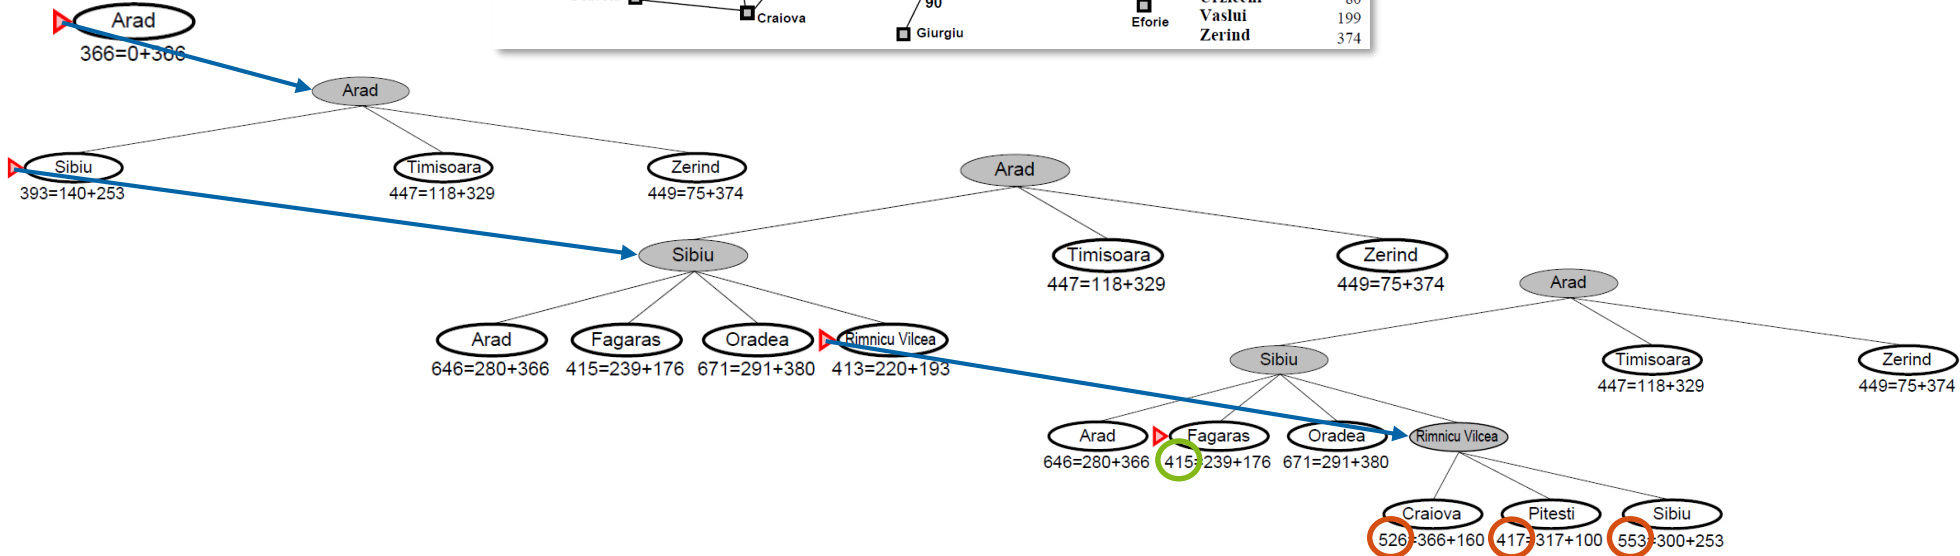 Arad
366=0+366
90
Craiova
Giurgiu
Eforie
Vaslui 199
Zerind 374
Arad
Sibiu Timisoara Zerind
393=140+253 447=118+329 449=75+374
Arad
Sibiu Timisoara Zerind
447=118+329 449=75+374
Arad Fagaras Oradea Rimnicu Vilcea
646=280+366 415=239+176 671=291+380 413=220+193
Arad
Sibiu Timisoara Zerind
447=118+329 449=75+374
Arad Fagaras Oradea Rimnicu Vilcea
646=280+366 415=239+176 671=291+380
Craiova Pitesti Sibiu
526=366+160 417=317+100 553=300+253